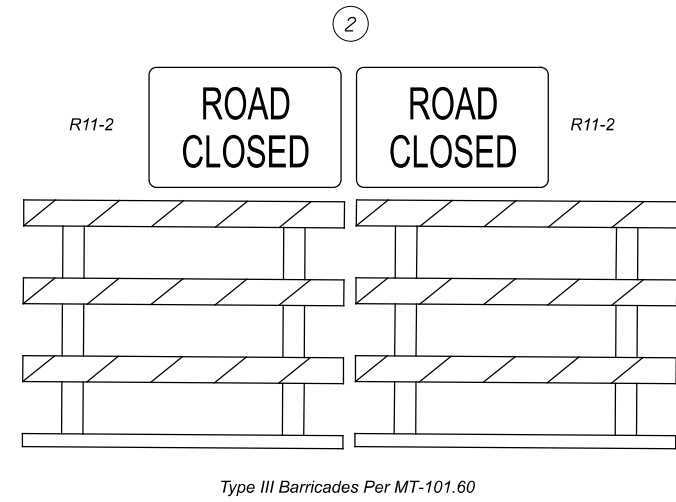 2
R11-2
ROAD
CLOSED
ROAD
CLOSED
R11-2
Type III Barricades Per MT-101.60